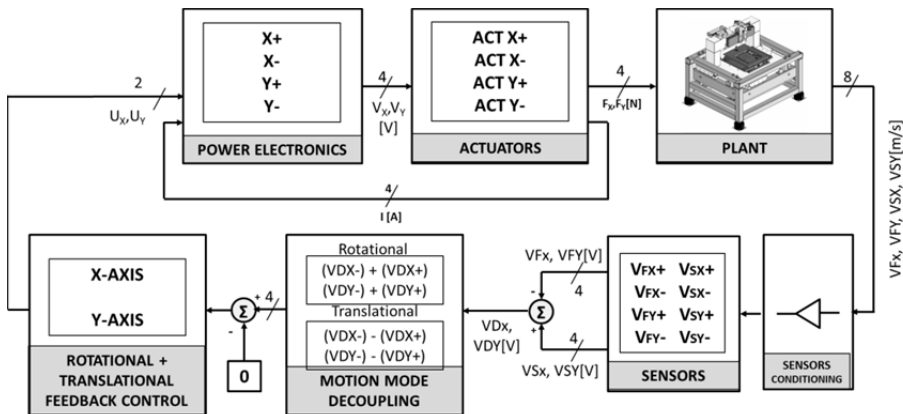 X+
X-
Y+
Y-
POWER ELECTRONICS
ACT X+
ACT X-
ACT Y+
ACT Y-
ACTUATORS
PLANT
2
UX,UY
4
VX,VY
[V]
4
FX,FY[N]
8
4
I [A]
VFx, VFY, VSX, VSY[m/s]
X-AXIS
Y-AXIS
ROTATIONAL +
TRANSLATIONAL
FEEDBACK CONTROL
+
4
Σ
-
0
Rotational
(VDX-) + (VDX+)
(VDY-) + (VDY+)
Translational
(VDX-) - (VDX+)
(VDY-) - (VDY+)
MOTION MODE
DECOUPLING
VFx, VFY[V]
4
-
Σ
+
VDx,
VDY[V]
4
VSx, VSY[V]
VFX+ VSX+
VFX- VSX-
VFY+ VSY+
VFY- VSY-
SENSORS
SENSORS
CONDITIONING